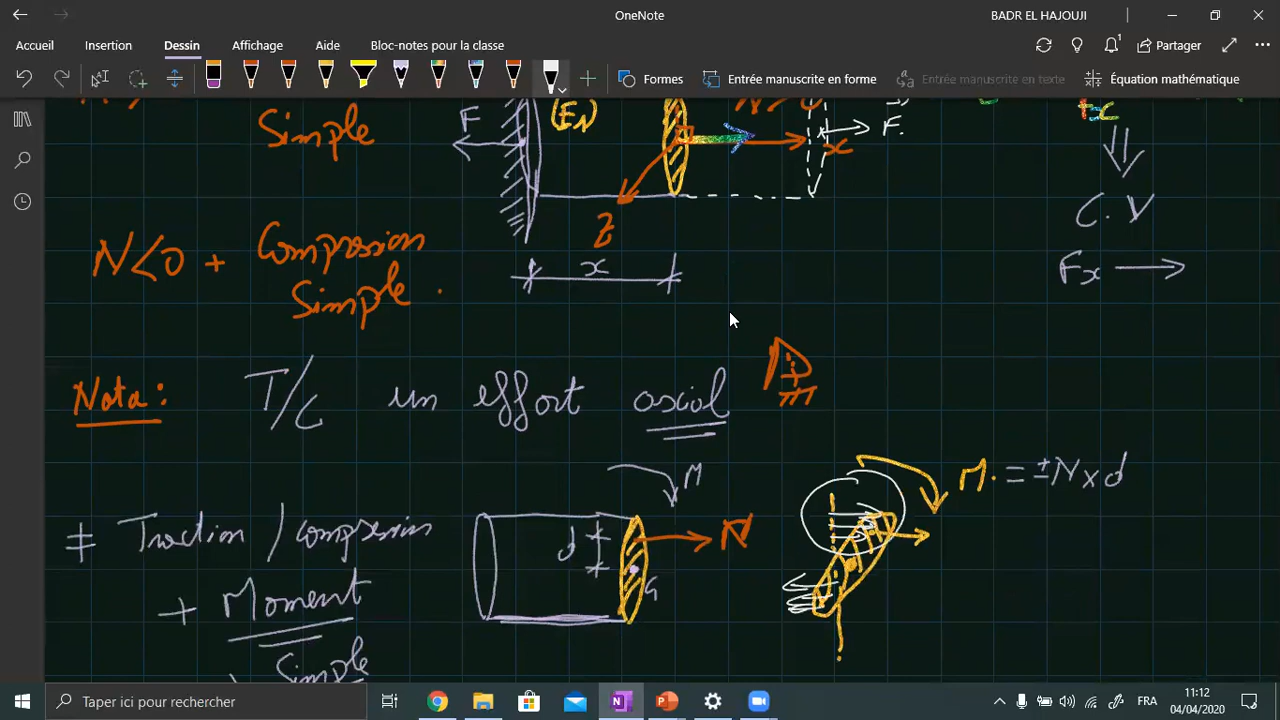 OneNote
BADR EL HAJOUJI
Accueil Insertion Dessin Affichage Aide Bloc-notes pour la classe
Partager
Formes Entrée manuscrite en forme Entrée manuscrite en texte Équation mathématique
Simple
F
F.
x
Z
C.V
N<0 + Compression
Simple.
x
Fx
Nota: T/C un effort axial
M
M. = ±N x d
≠ Traction / compression
d
N
G
+ Moment
Simple
Taper ici pour rechercher
FRA
11:12
04/04/2020